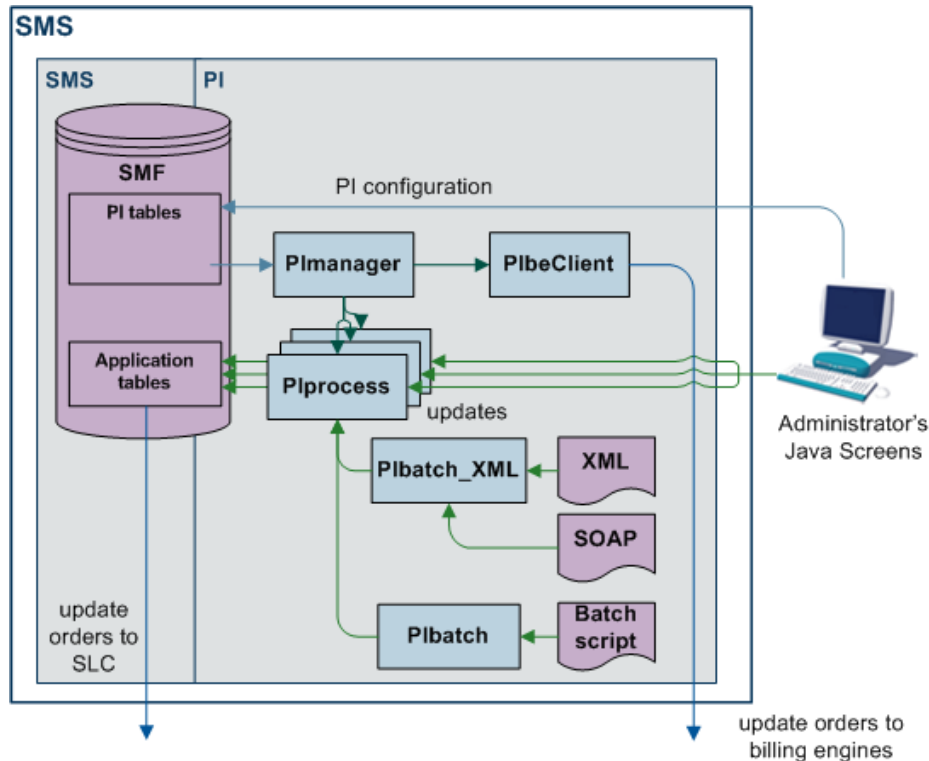 SMS
SMS
PI
SMF
PI configuration
PI tables
PImanager
PIbeClient
Application
tables
PIprocess
updates
Administrator's
Java Screens
PIbatch_XML
XML
SOAP
update
orders to
SLC
PIbatch
Batch
script
update orders to
billing engines